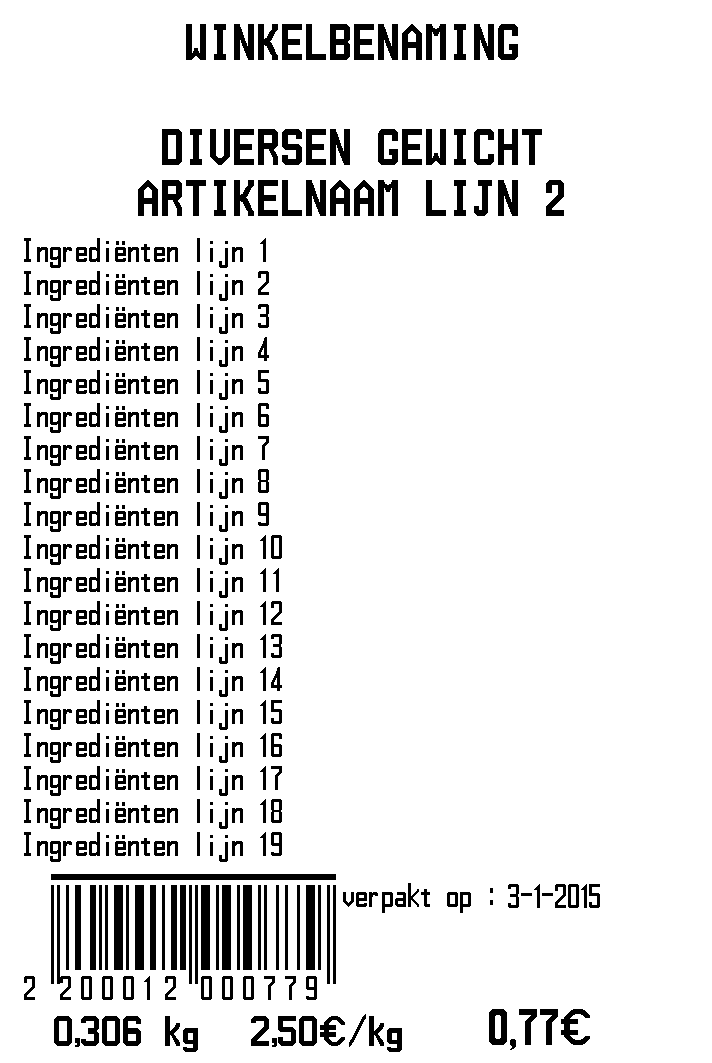 WINKELBENAMING
DIVERSEN GEWICHT
ARTIKELNAAM LIJN 2
Ingrediënten lijn 1
Ingrediënten lijn 2
Ingrediënten lijn 3
Ingrediënten lijn 4
Ingrediënten lijn 5
Ingrediënten lijn 6
Ingrediënten lijn 7
Ingrediënten lijn 8
Ingrediënten lijn 9
Ingrediënten lijn 10
Ingrediënten lijn 11
Ingrediënten lijn 12
Ingrediënten lijn 13
Ingrediënten lijn 14
Ingrediënten lijn 15
Ingrediënten lijn 16
Ingrediënten lijn 17
Ingrediënten lijn 18
Ingrediënten lijn 19
verpakt op : 3-1-2015
2 200012 000779
0,306 kg 2,50€/kg 0,77€